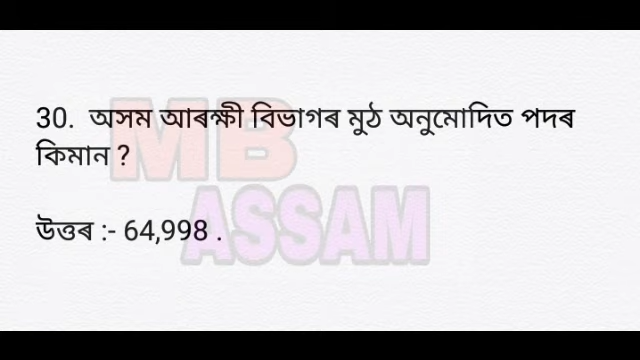 30. অসম আৰক্ষী বিভাগৰ মুঠ অনুমোদিত পদৰ
কিমান ?
উত্তৰ :- 64,998 .
MB
ASSAM